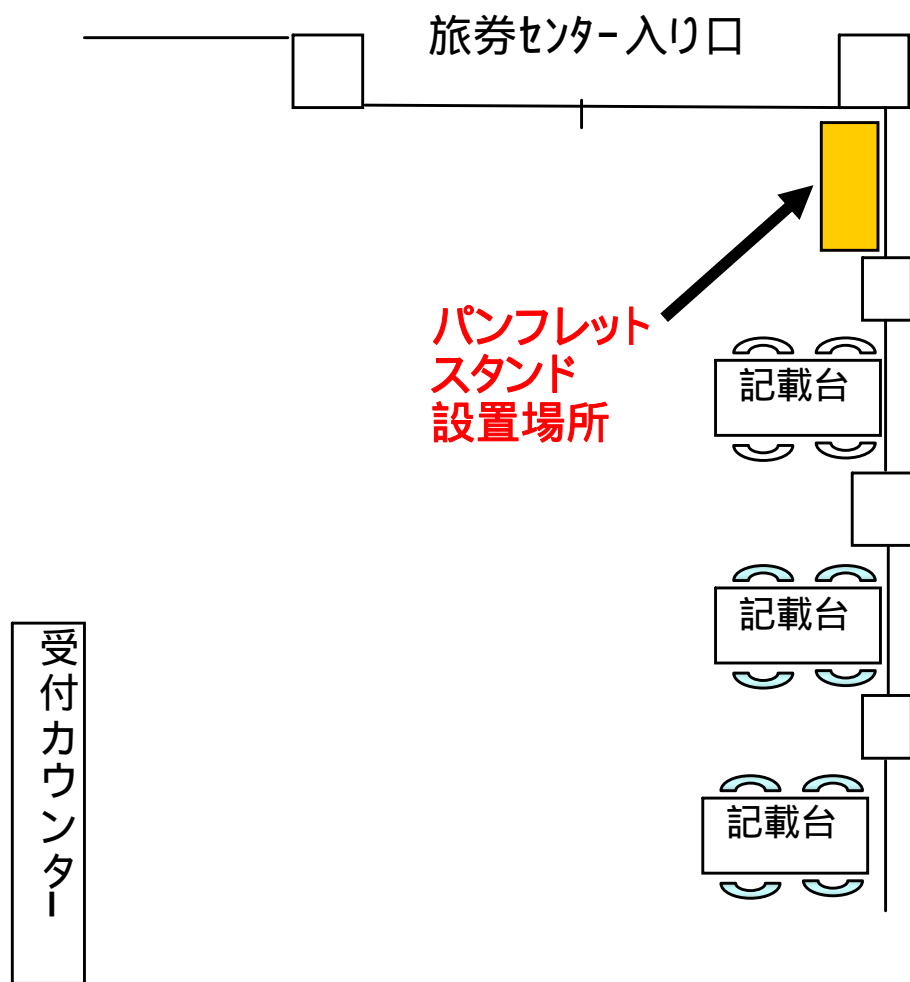 旅券センター入り口
パンフレット
スタンド
設置場所
記載台
記載台
受付カウンター
記載台